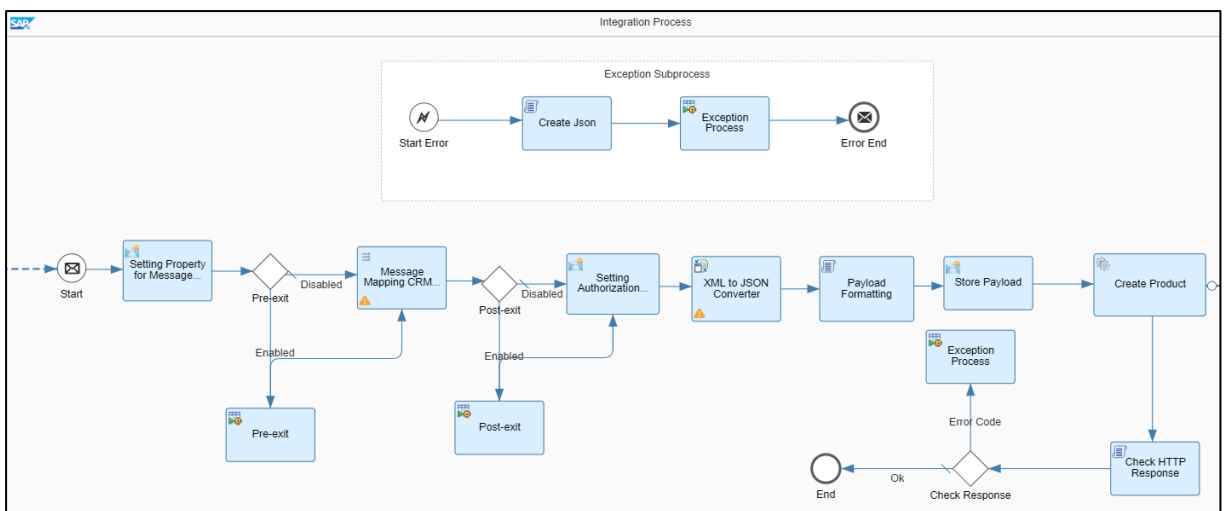 SAP
Integration Process
Exception Subprocess
Start Error
Create Json
Exception
Process
Error End
Start
Setting Property
for Message...
Pre-exit
Disabled
Message
Mapping CRM...
Post-exit
Disabled
Setting
Authorization...
XML to JSON
Converter
Payload
Formatting
Store Payload
Create Product
Enabled
Pre-exit
Enabled
Post-exit
Exception
Process
Error Code
Check HTTP
Response
Check Response
Ok
End